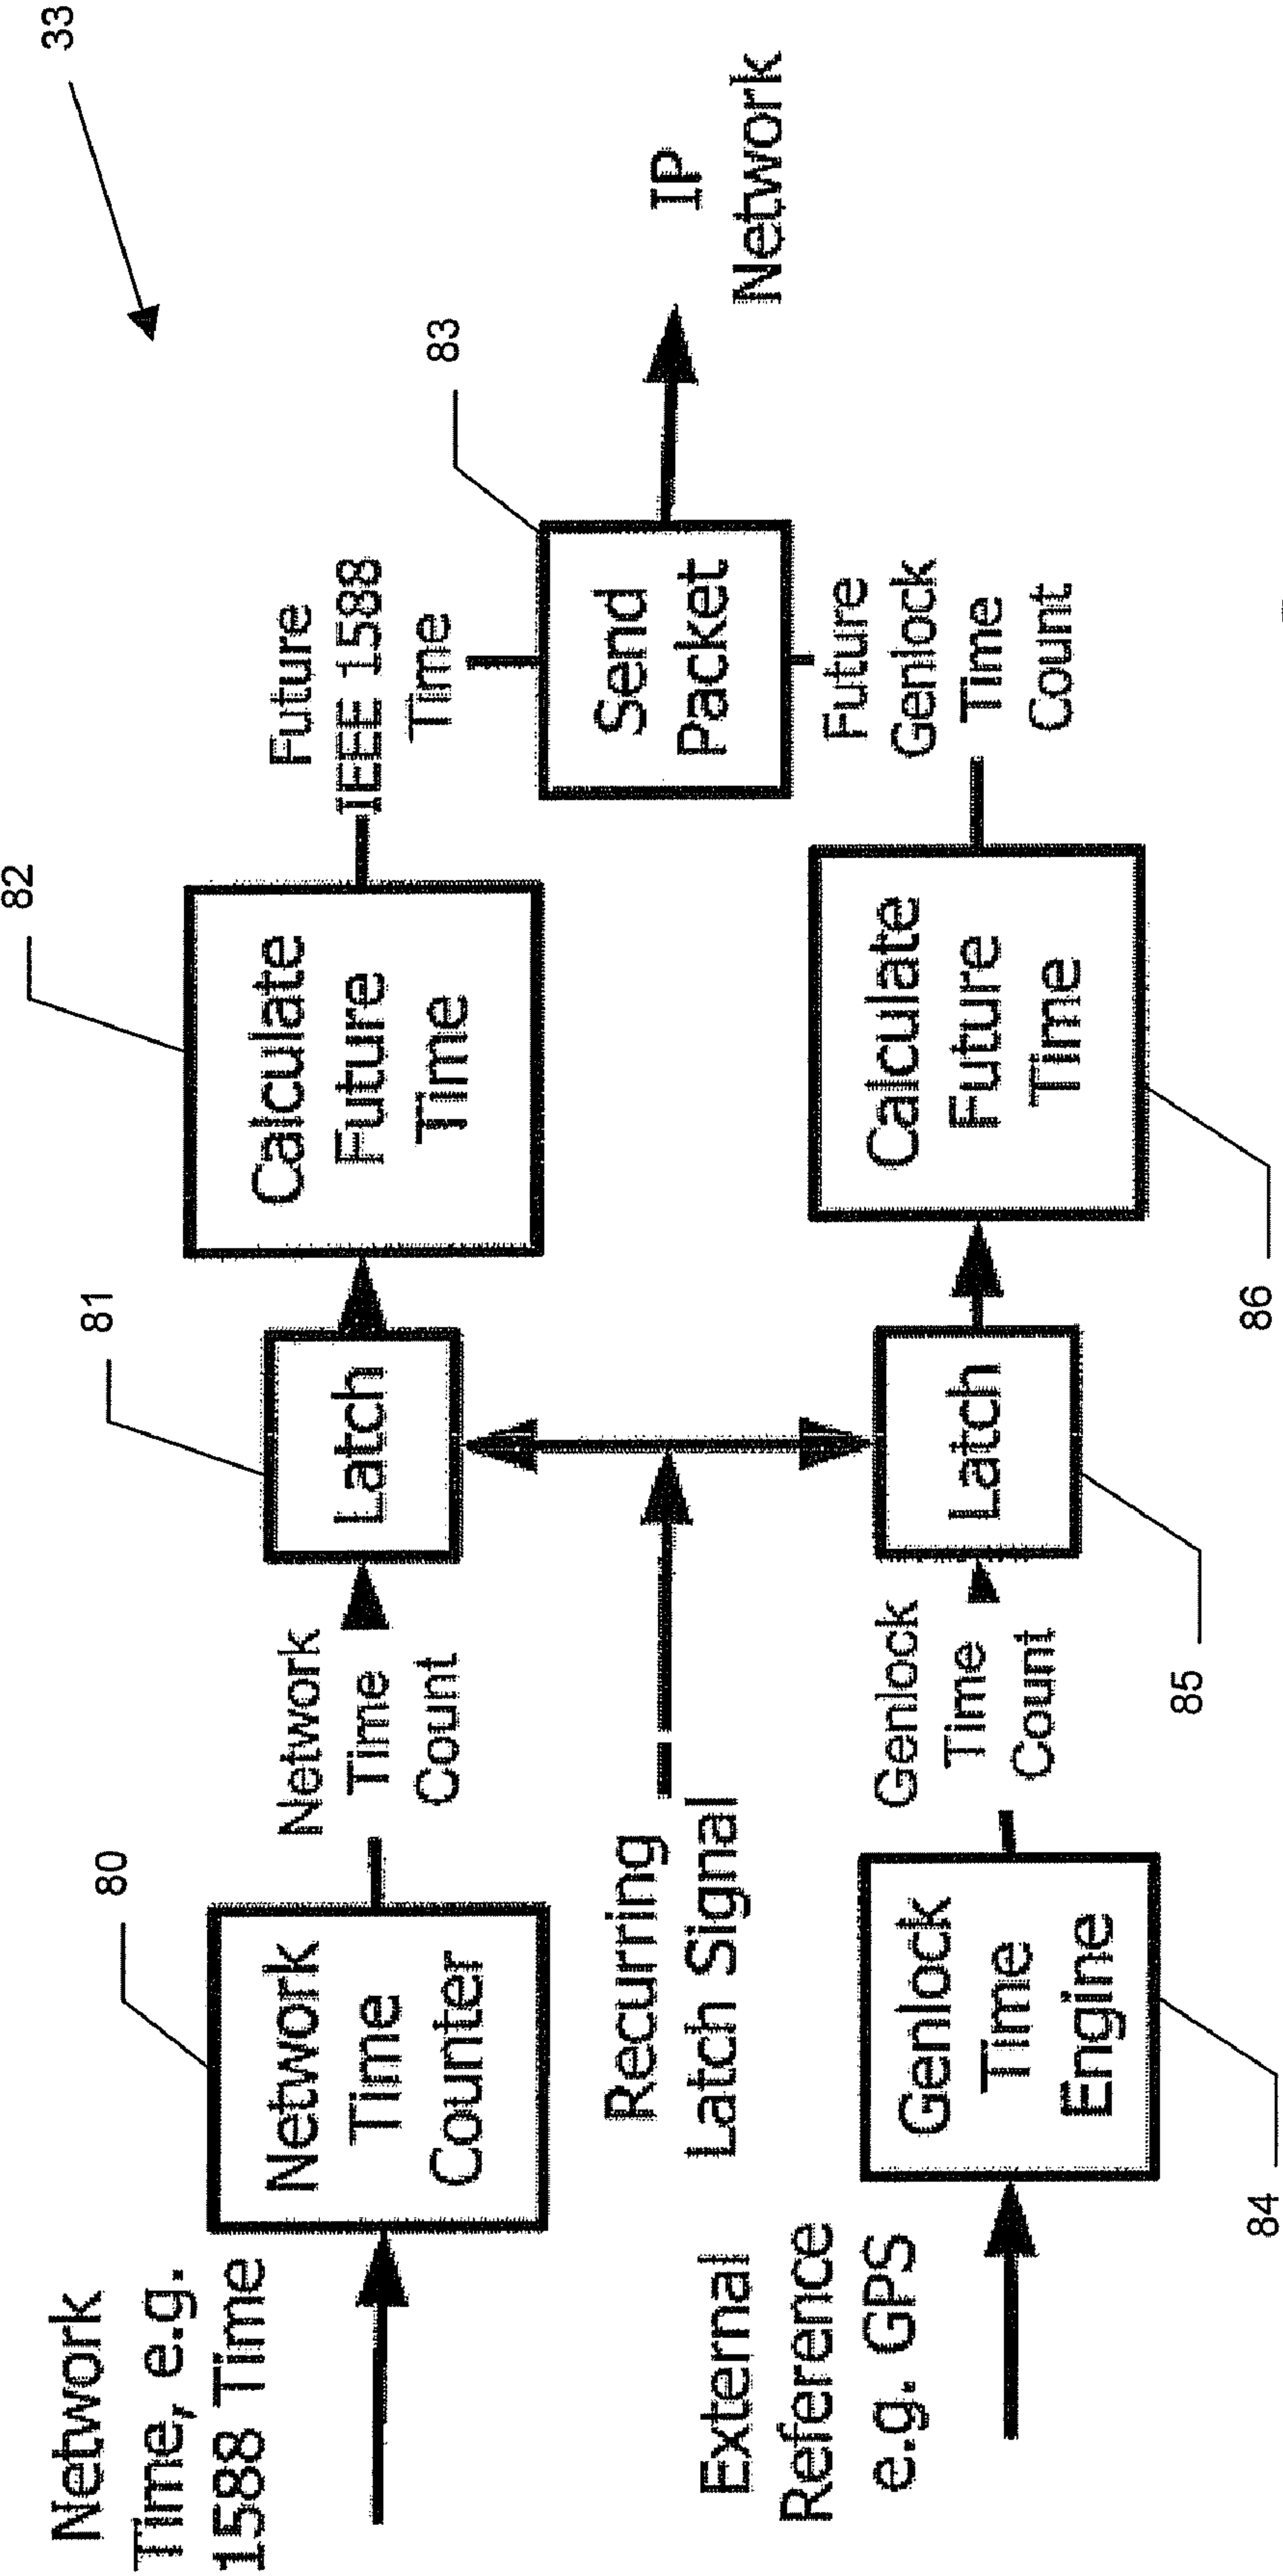 33
82
81
80
Network
Time, e.g.
1588 Time
Network
Time
Counter
Network
Time
Count
Latch
Calculate
Future
Time
Future
IEEE 1588
Time
83
Recurring
Latch Signal
Send
Packet
IP
Network
External
Reference
e.g. GPS
Genlock
Time
Engine
Genlock
Time
Count
Latch
Calculate
Future
Time
Future
Genlock
Time
Count
84
85
86